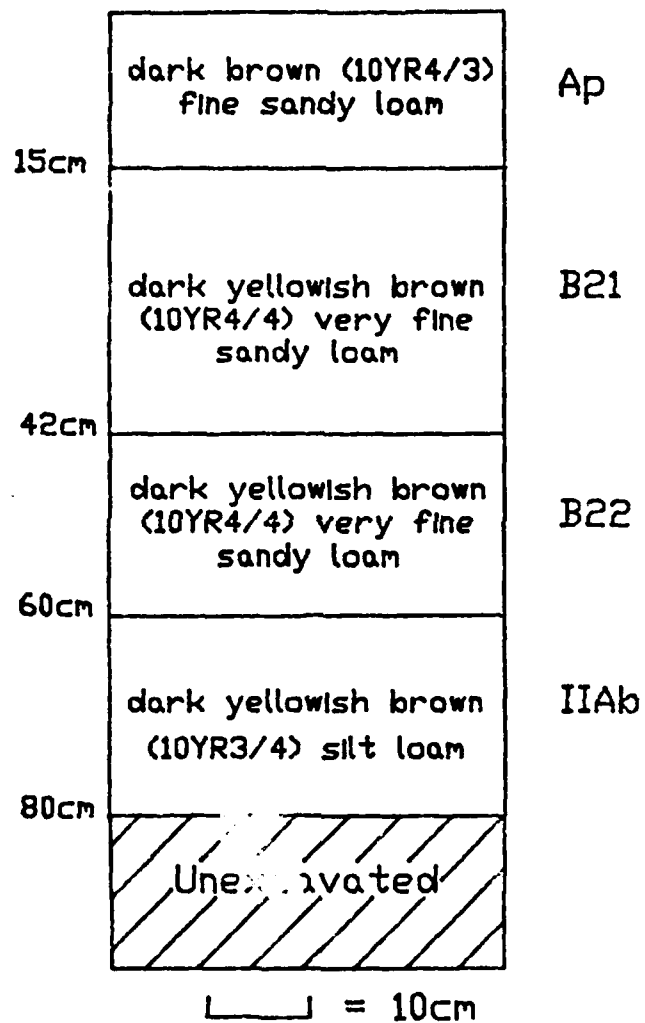 dark brown (10YR4/3)
fine sandy loam
Ap
15cm
dark yellowish brown
(10YR4/4) very fine
sandy loam
B21
42cm
dark yellowish brown
(10YR4/4) very fine
sandy loam
B22
60cm
dark yellowish brown
(10YR3/4) silt loam
IIAb
80cm
Unexcavated
= 10cm